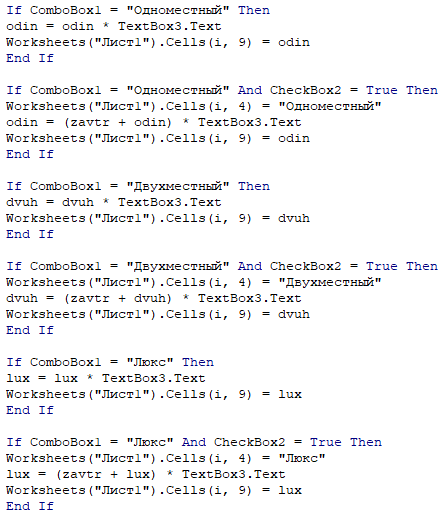 If ComboBox1 = "Одноместный" Then
odin = odin * TextBox3.Text
Worksheets("Лист1").Cells(i, 9) = odin
End If
If ComboBox1 = "Одноместный" And CheckBox2 = True Then
Worksheets("Лист1").Cells(i, 4) = "Одноместный"
odin = (zavtr + odin) * TextBox3.Text
Worksheets("Лист1").Cells(i, 9) = odin
End If
If ComboBox1 = "Двухместный" Then
dvuh = dvuh * TextBox3.Text
Worksheets("Лист1").Cells(i, 9) = dvuh
End If
If ComboBox1 = "Двухместный" And CheckBox2 = True Then
Worksheets("Лист1").Cells(i, 4) = "Двухместный"
dvuh = (zavtr + dvuh) * TextBox3.Text
Worksheets("Лист1").Cells(i, 9) = dvuh
End If
If ComboBox1 = "Люкс" Then
lux = lux * TextBox3.Text
Worksheets("Лист1").Cells(i, 9) = lux
End If
If ComboBox1 = "Люкс" And CheckBox2 = True Then
Worksheets("Лист1").Cells(i, 4) = "Люкс"
lux = (zavtr + lux) * TextBox3.Text
Worksheets("Лист1").Cells(i, 9) = lux
End If